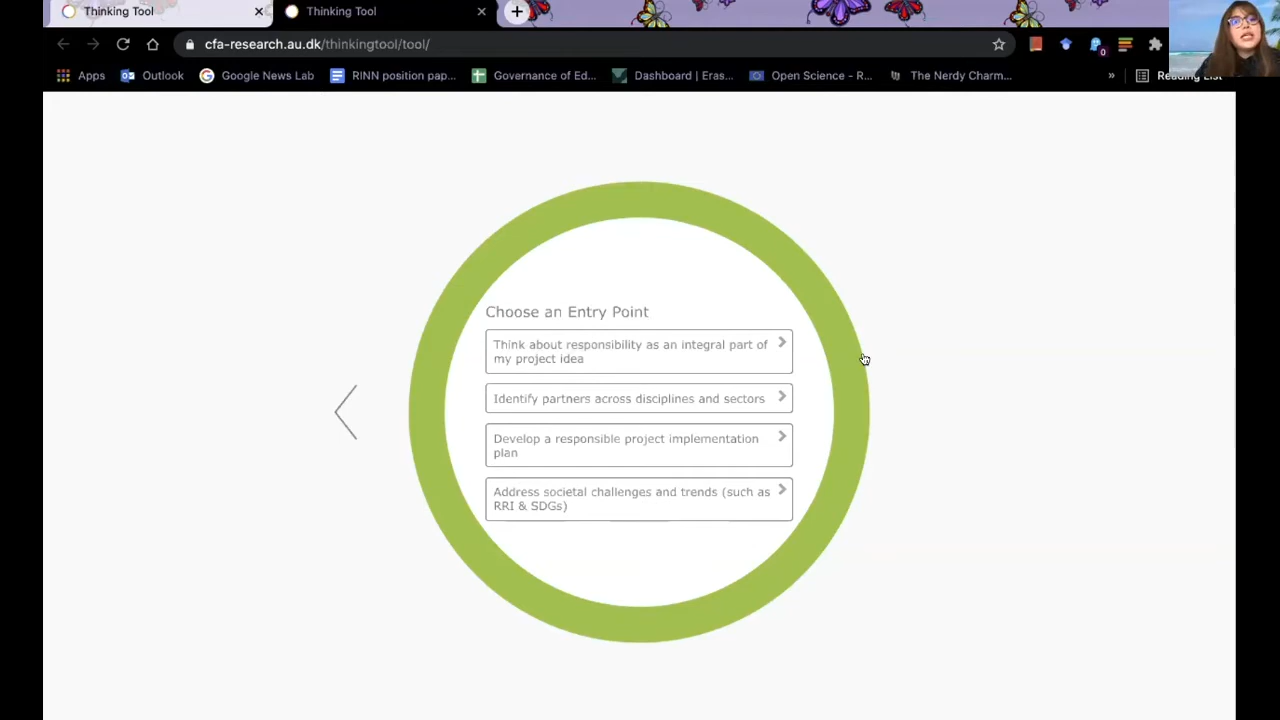 Thinking Tool
Thinking Tool
cfa-research.au.dk/thinkingtool/tool/
0
Apps
Outlook
Google News Lab
RINN position pap...
Governance of Ed...
Dashboard | Eras...
Open Science - R...
The Nerdy Charm...
»
Reading List
Choose an Entry Point
Think about responsibility as an integral part of
my project idea
Identify partners across disciplines and sectors
Develop a responsible project implementation
plan
Address societal challenges and trends (such as
RRI & SDGs)